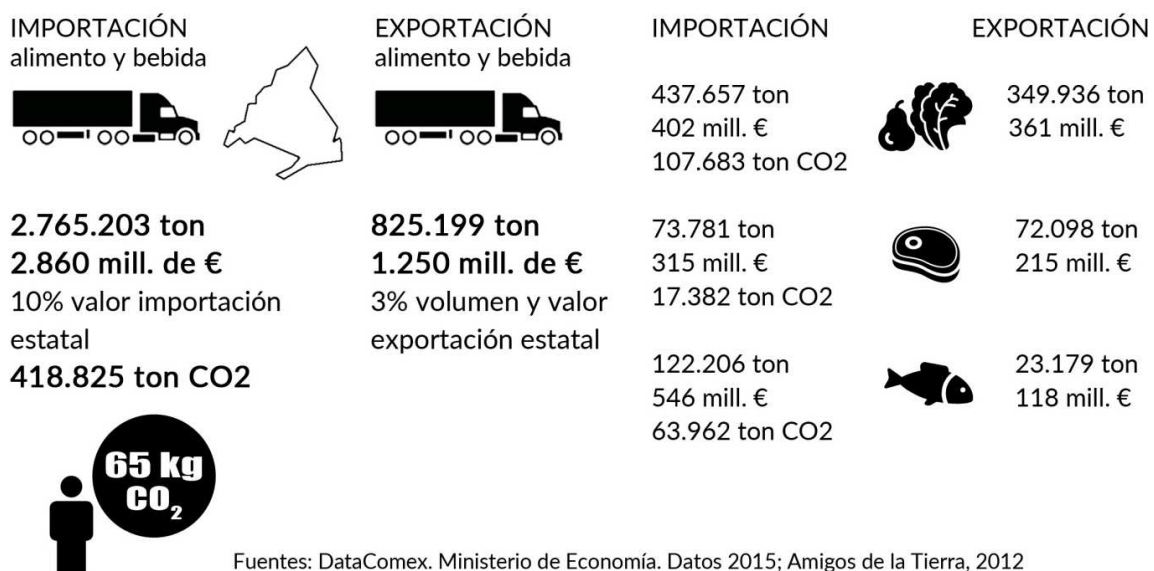 IMPORTACIÓN
alimento y bebida
2.765.203 ton
2.860 mill. de €
10% valor importación
estatal
418.825 ton CO2
65 kg
CO₂
EXPORTACIÓN
alimento y bebida
825.199 ton
1.250 mill. de €
3% volumen y valor
exportación estatal
IMPORTACIÓN
EXPORTACIÓN
437.657 ton
402 mill. €
107.683 ton CO2
349.936 ton
361 mill. €
73.781 ton
315 mill. €
17.382 ton CO2
72.098 ton
215 mill. €
122.206 ton
546 mill. €
63.962 ton CO2
23.179 ton
118 mill. €
Fuentes: DataComex. Ministerio de Economía. Datos 2015; Amigos de la Tierra, 2012